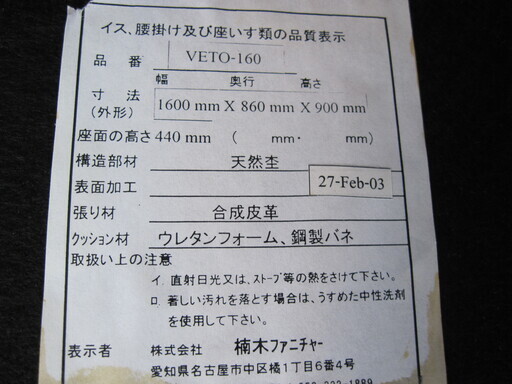 イス、腰掛け及び座いす類の品質表示
品番 VETO-160
幅 奥行 高さ
寸法 1600 mm X 860 mm X 900 mm
(外形)
座面の高さ 440 mm ( mm・ mm)
構造部材 天然杢
表面加工 27-Feb-03
張り材 合成皮革
クッション材 ウレタンフォーム、鋼製バネ
取扱い上の注意
イ. 直射日光又は、ストーブ等の熱をさけて下さい。
ロ. 著しい汚れを落とす場合は、うすめた中性洗剤
を使用して下さい。
表示者 株式会社 楠木ファニチャー
愛知県名古屋市中区橘1丁目6番4号